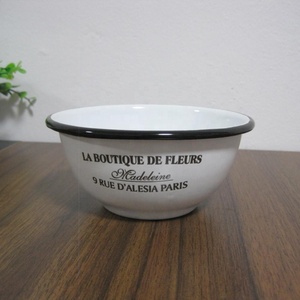 LA BOUTIQUE DE FLEURS
Madeleine
9 RUE D'ALESIA PARIS